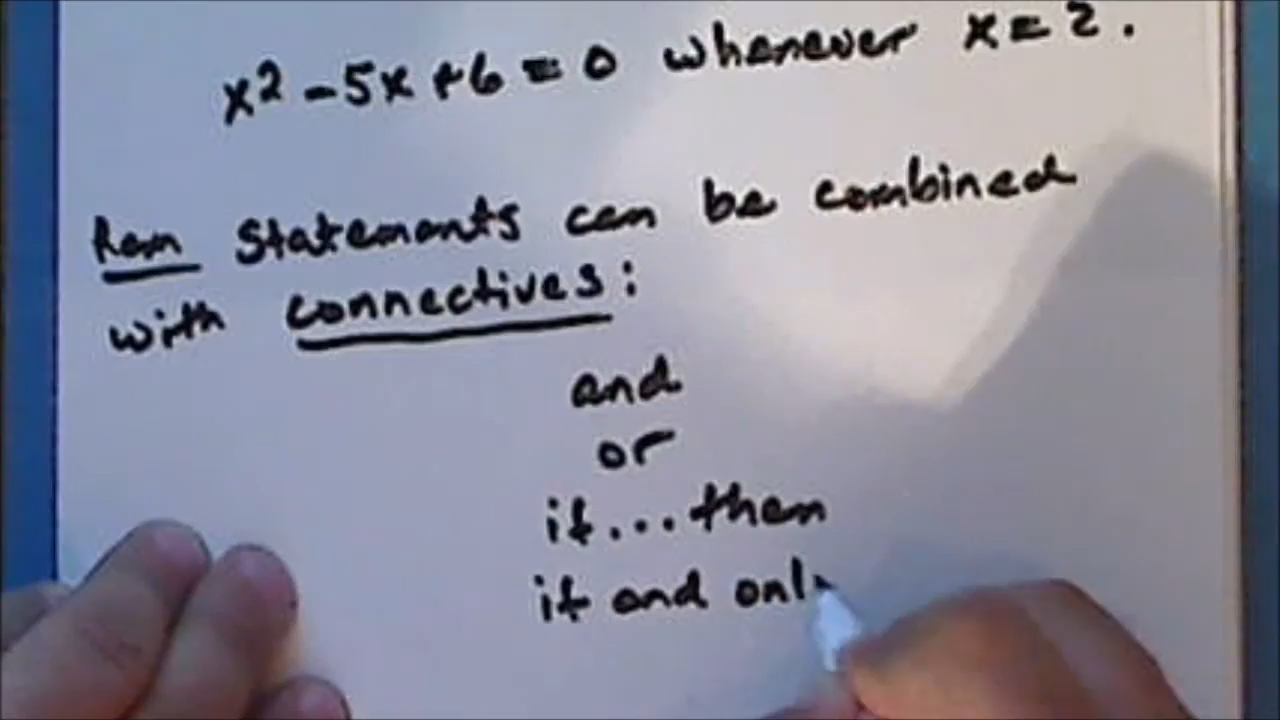 x2 - 5x + 6 = 0 whenever x = 2.
Rem Statements can be combined
with connectives:
and
or
if...then
if and only